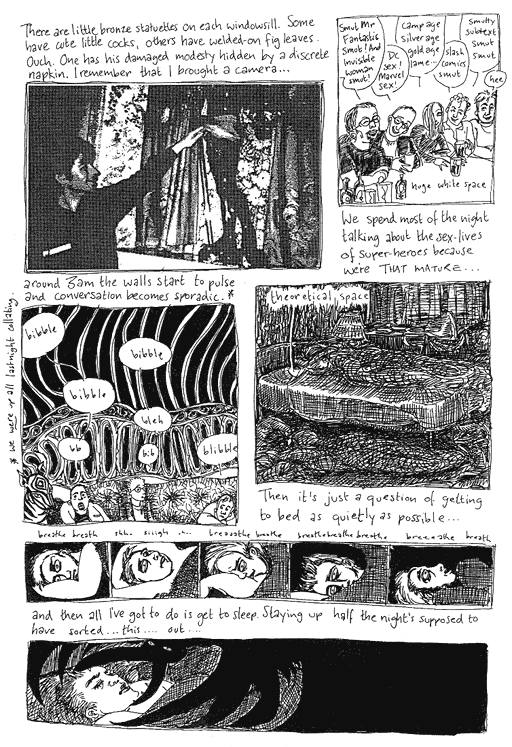 There are little bronze statuettes on each windowsill. Some
have cute little cocks, others have welded-on fig leaves.
Ouch. One has his damaged modesty hidden by a discrete
napkin. I remember that I brought a camera...
Smut Mr
Fantastic
Smut! And
Invisible
woman
smut!
Dr.
sex!
Marvel
sex!
camp age
silver age
gold age
lame-
slash
comics
smut
Smutty
subtext
Smut
smut
hee
huge white space
We spend most of the night
talking about the sex-lives
of super-heroes because
we're THAT MATURE...
around 3am the walls start to pulse
and conversation becomes sporadic.*
bibble
bibble
bibble
bleh
bb
bib
blibble
* we were up all last night collating.
theoretical space
Then it's just a question of getting
to bed as quietly as possible...
breathe breath
shh.. siiigh
breaathe breathe
breathe breathe breathe
breeeathe breath
and then all I've got to do is get to sleep. Staying up half the night's supposed to
have sorted... this.... out....